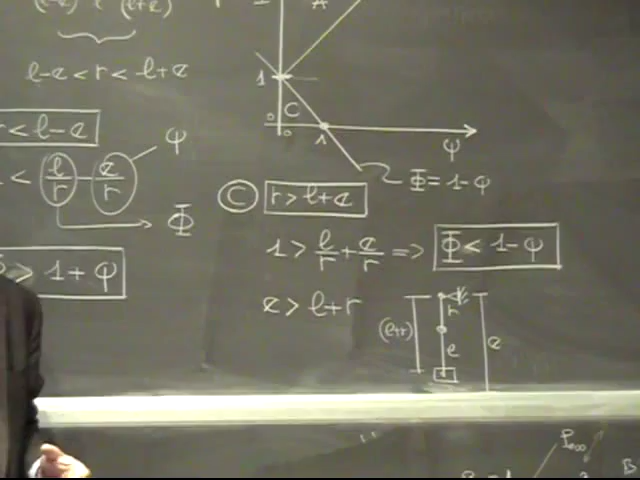 l-e < r < l+e
r < l-e
< l/r - e/r
φ
Φ
Φ > 1+φ
A
1
C
0
0
1
φ
Φ = 1-φ
C r > l+e
1 > l/r + e/r => Φ < 1-φ
e > l+r
(l+r)
r
l
e
B